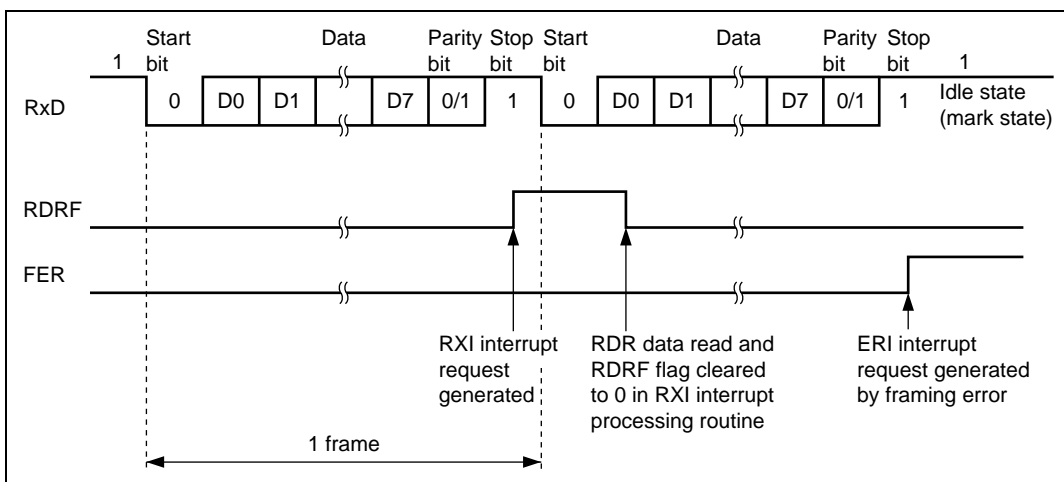 Start bit Data Parity bit Stop bit Start bit Data Parity bit Stop bit
1 1
RxD 0 D0 D1 D7 0/1 1 0 D0 D1 D7 0/1 1 Idle state (mark state)
RDRF
FER
RXI interrupt request generated
RDR data read and RDRF flag cleared to 0 in RXI interrupt processing routine
ERI interrupt request generated by framing error
1 frame